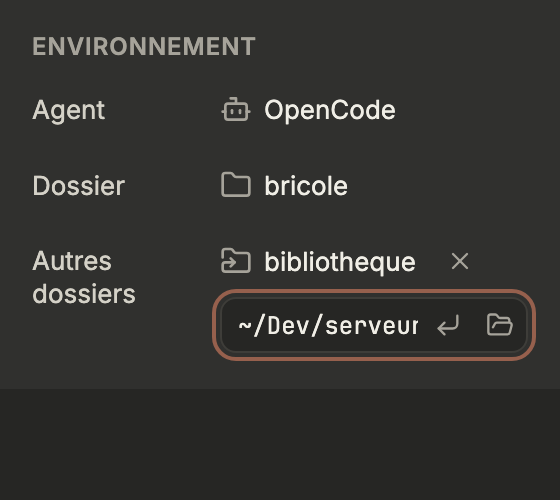 ENVIRONNEMENT
Agent OpenCode
Dossier bricole
Autres dossiers bibliotheque
~/Dev/serveur